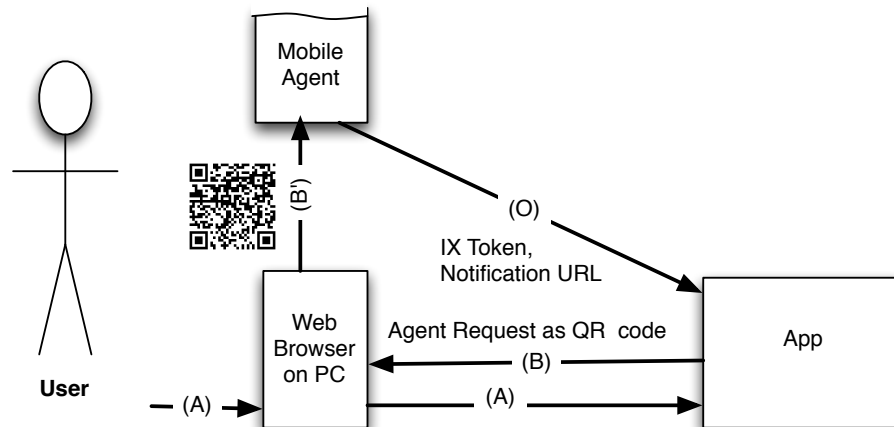 Mobile
Agent
(B')
(O)
IX Token,
Notification URL
Web
Browser
on PC
Agent Request as QR code
(B)
App
User
(A)
(A)